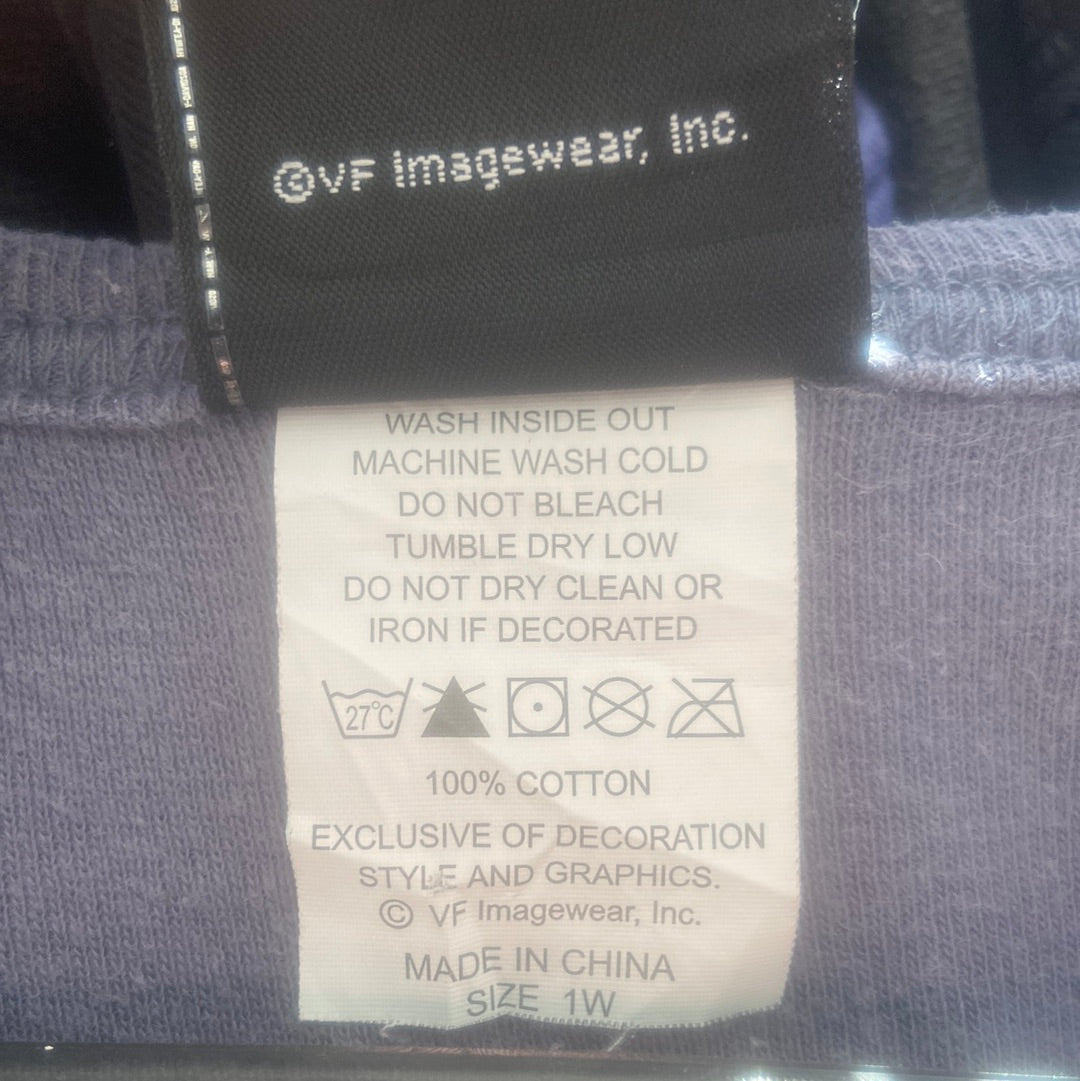 ©VF Imagewear, Inc.
WASH INSIDE OUT
MACHINE WASH COLD
DO NOT BLEACH
TUMBLE DRY LOW
DO NOT DRY CLEAN OR
IRON IF DECORATED
27°C
100% COTTON
EXCLUSIVE OF DECORATION
STYLE AND GRAPHICS.
© VF Imagewear, Inc.
MADE IN CHINA
SIZE 1W